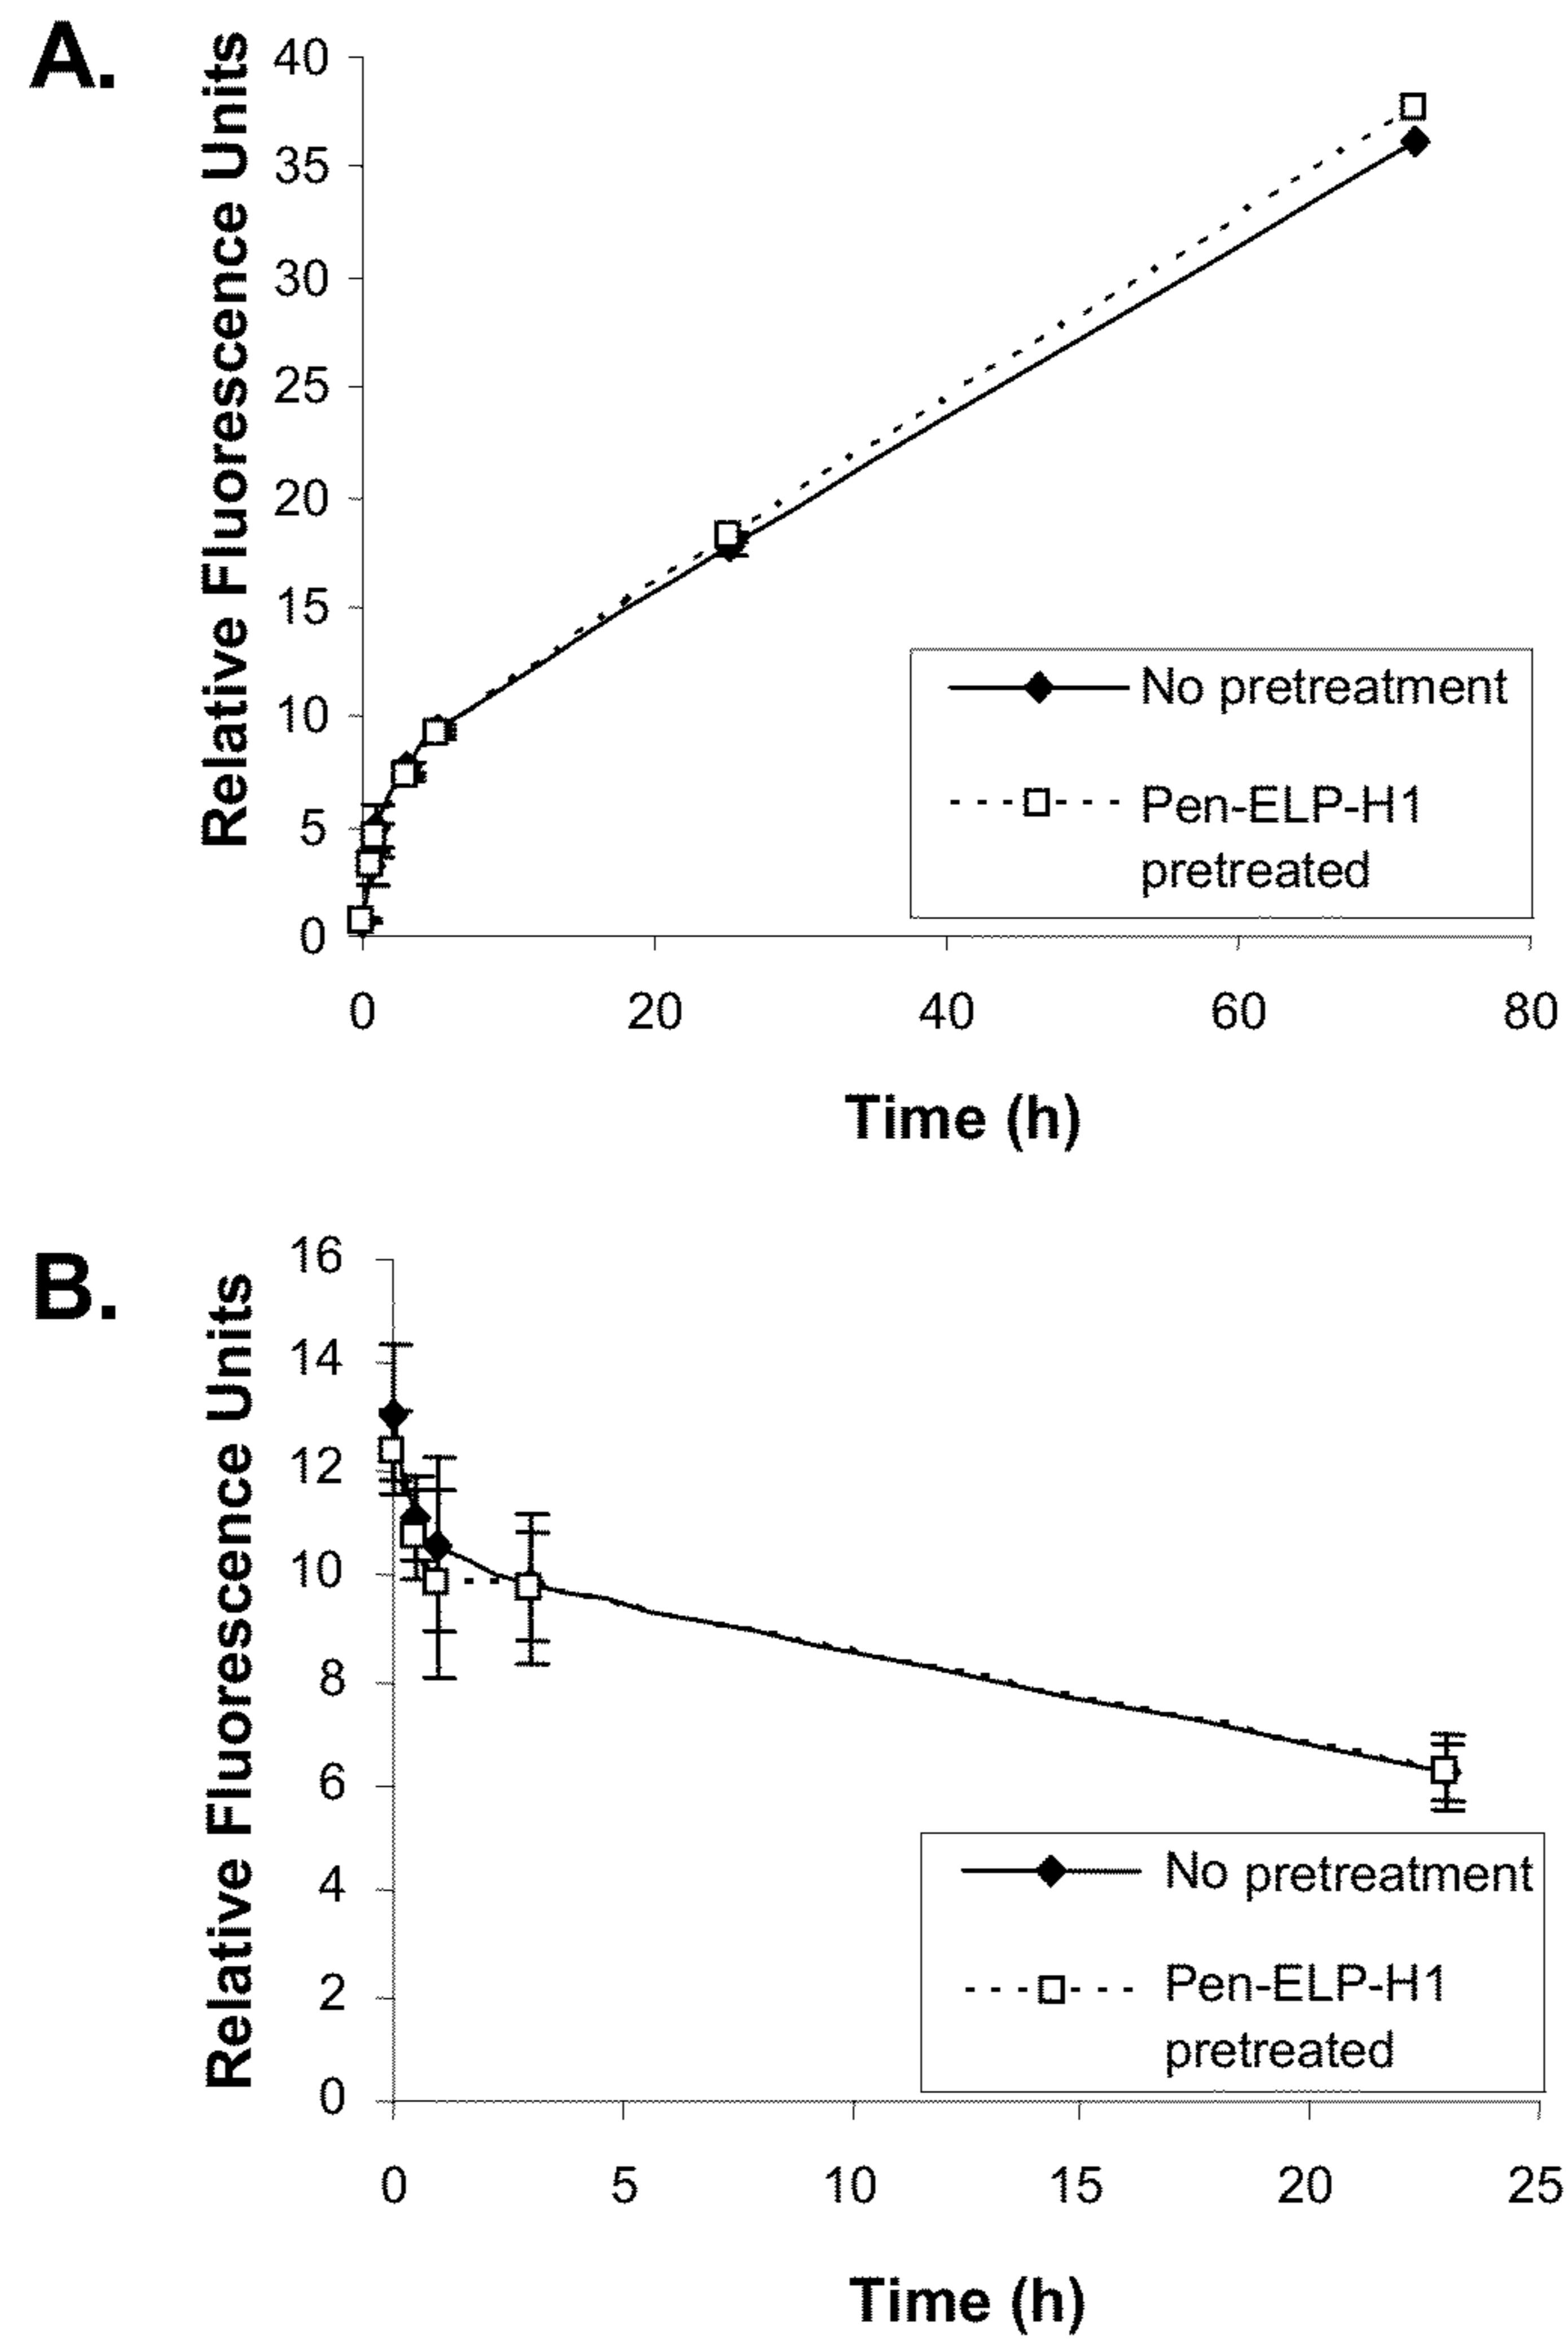 A.
Relative Fluorescence Units
40
35
30
25
20
15
10
5
0
No pretreatment
Pen-ELP-H1
pretreated
0 20 40 60 80
Time (h)
B.
Relative Fluorescence Units
16
14
12
10
8
6
4
2
0
No pretreatment
Pen-ELP-H1
pretreated
0 5 10 15 20 25
Time (h)